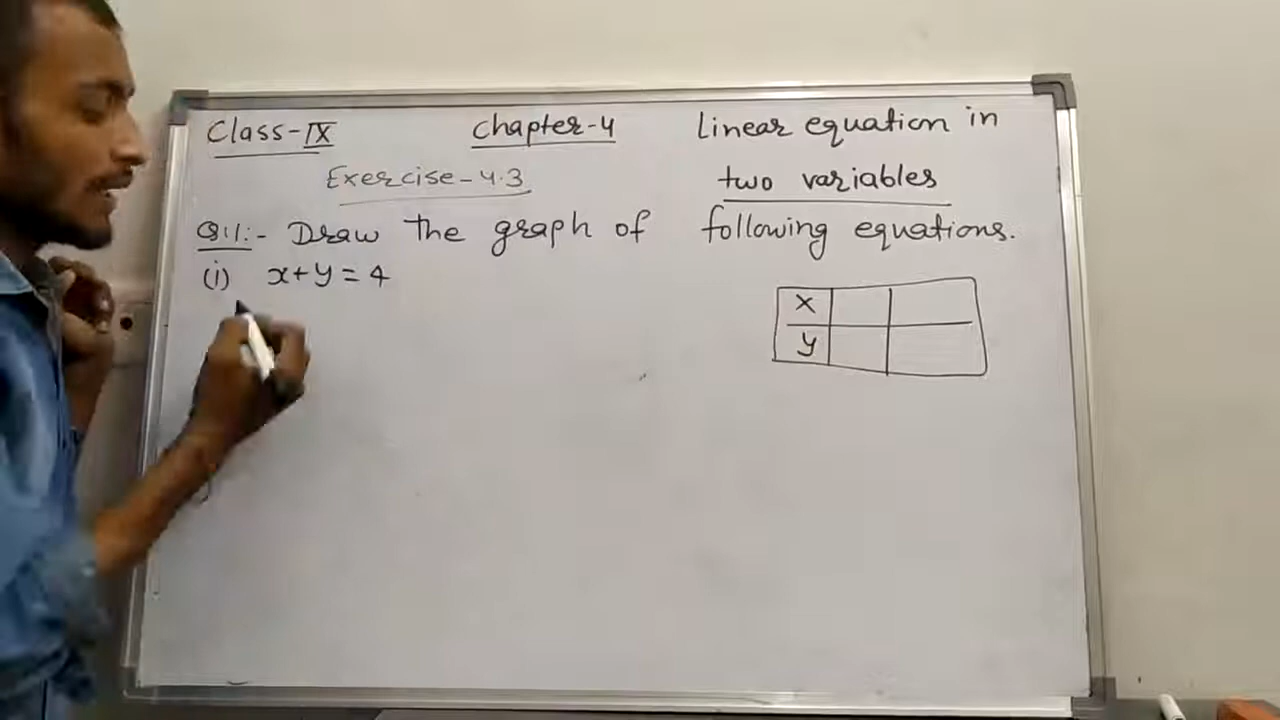 Class-IX Chapter-4 Linear equation in
two variables
Exercise-4.3
Q.1:- Draw the graph of following equations.
(i) x+y=4
x
y